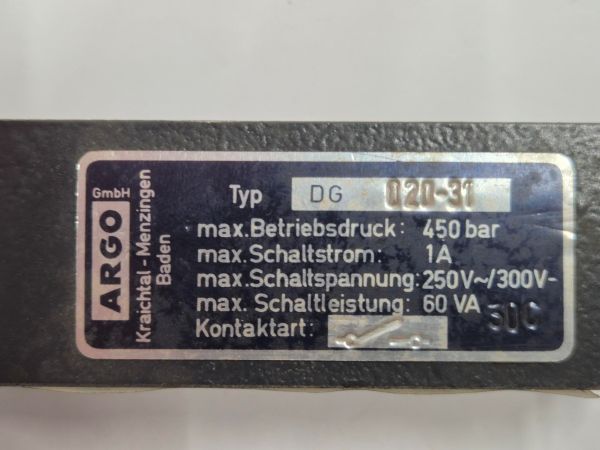 GmbH
ARGO
Kraichtal-Menzingen
Baden
Typ DG 020-31
max.Betriebsdruck: 450 bar
max.Schaltstrom: 1A
max.Schaltspannung: 250V~/300V-
max. Schaltleistung: 60 VA
Kontaktart: